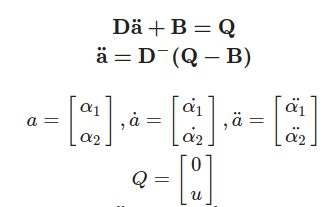 Dä + B = Q
ä = D⁻(Q − B)
a = [α₁ α₂], ȧ = [α̇₁ α̇₂], ä = [α̈₁ α̈₂]
Q = [0 u]